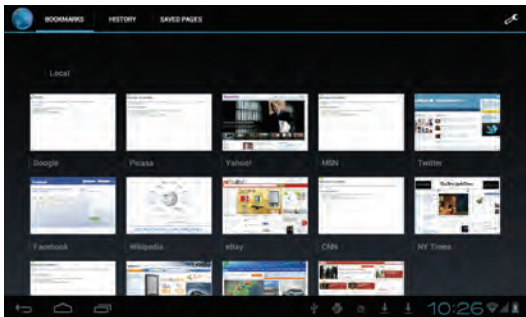 BOOKMARKS HISTORY SAVED PAGES
Local
Google Picasa Yahoo! MSN Twitter
Facebook Wikipedia eBay CNN NY Times
10:26